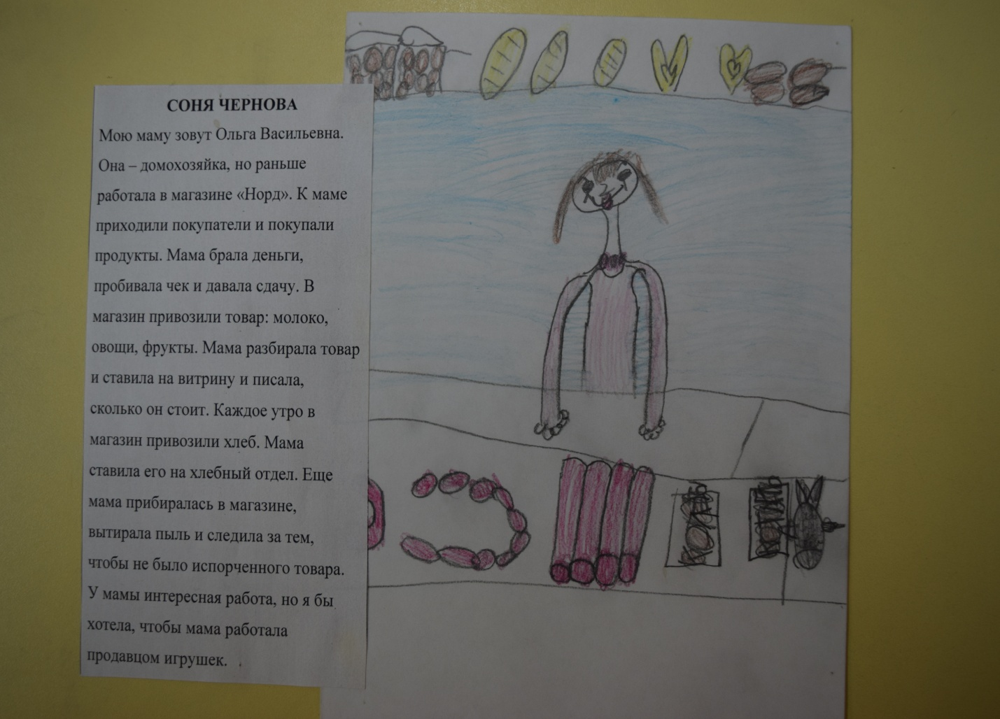 СОНЯ ЧЕРНОВА
Мою маму зовут Ольга Васильевна.
Она – домохозяйка, но раньше
работала в магазине «Норд». К маме
приходили покупатели и покупали
продукты. Мама брала деньги,
пробивала чек и давала сдачу. В
магазин привозили товар: молоко,
овощи, фрукты. Мама разбирала товар
и ставила на витрину и писала,
сколько он стоит. Каждое утро в
магазин привозили хлеб. Мама
ставила его на хлебный отдел. Еще
мама прибиралась в магазине,
вытирала пыль и следила за тем,
чтобы не было испорченного товара.
У мамы интересная работа, но я бы
хотела, чтобы мама работала
продавцом игрушек.